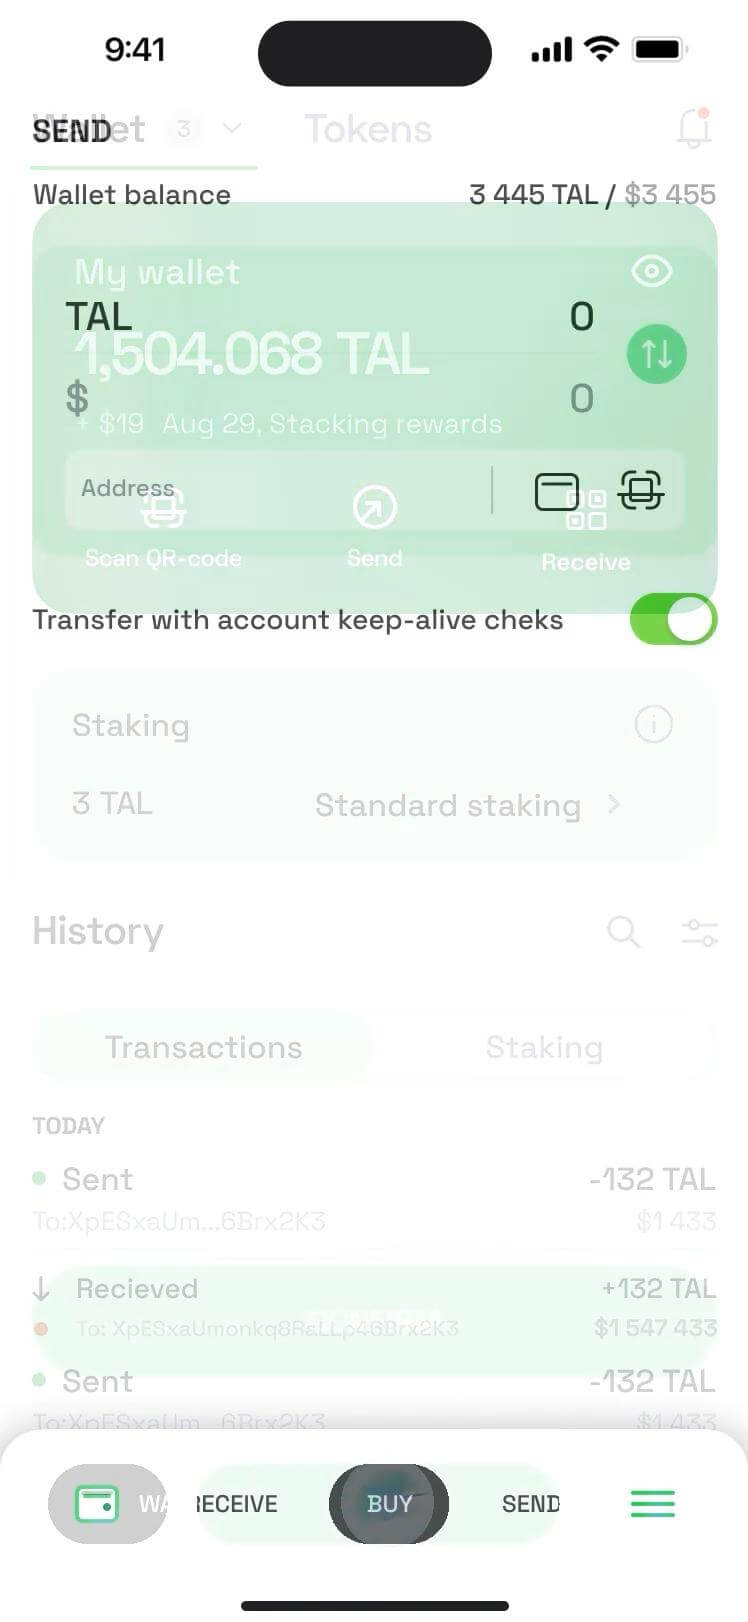 9:41
SEND
Wallet 3 Tokens
Wallet balance 3 445 TAL / $3 455
My wallet
TAL 0
1,504.068 TAL
$ 0
+ $19 Aug 29, Stacking rewards
Address
Scan QR-code Send Receive
Transfer with account keep-alive cheks
Staking
3 TAL Standard staking
History
Transactions Staking
TODAY
Sent -132 TAL
To:XpESxaUm...6Brx2K3 $1 433
Recieved +132 TAL
To: XpESxaUmonkq8RaLLp46Brx2K3 $1 547 433
Sent -132 TAL
To:XpESxaUm...6Brx2K3 $1 433
WA RECEIVE BUY SEND